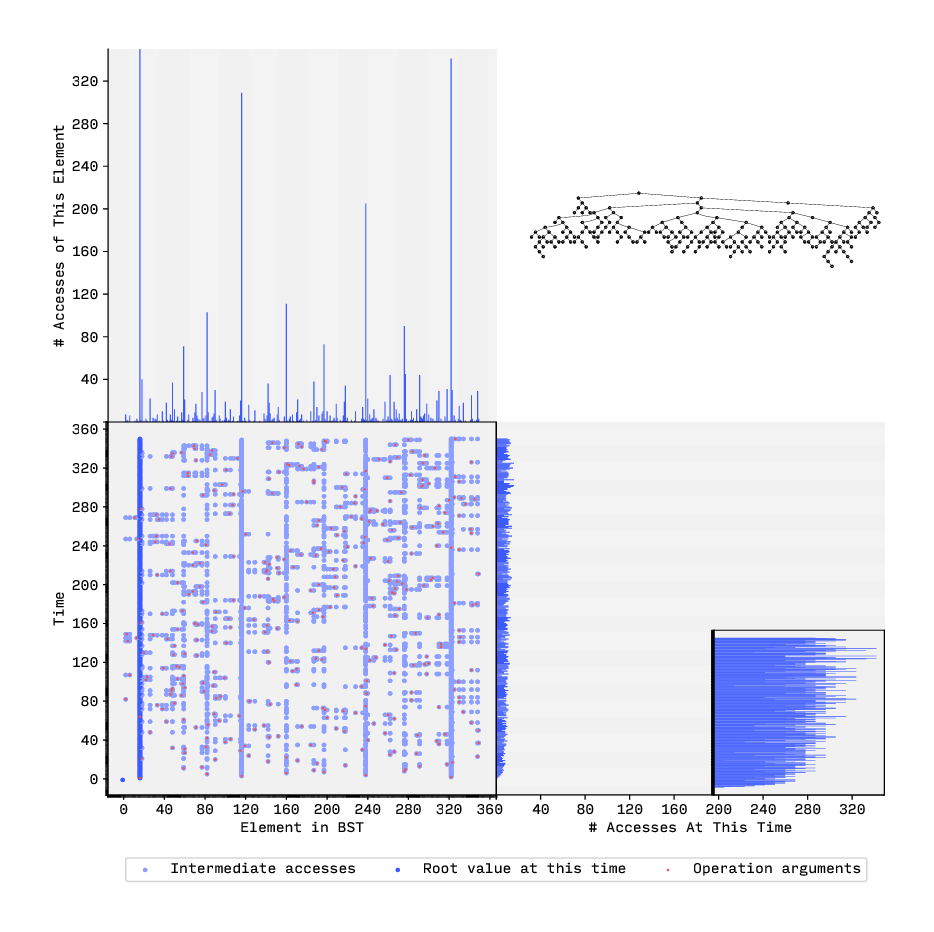 # Accesses of This Element
320
280
240
200
160
120
80
40
Time
360
320
280
240
200
160
120
80
40
0
0 40 80 120 160 200 240 280 320 360
Element in BST
40 80 120 160 200 240 280 320
# Accesses At This Time
Intermediate accesses Root value at this time Operation arguments